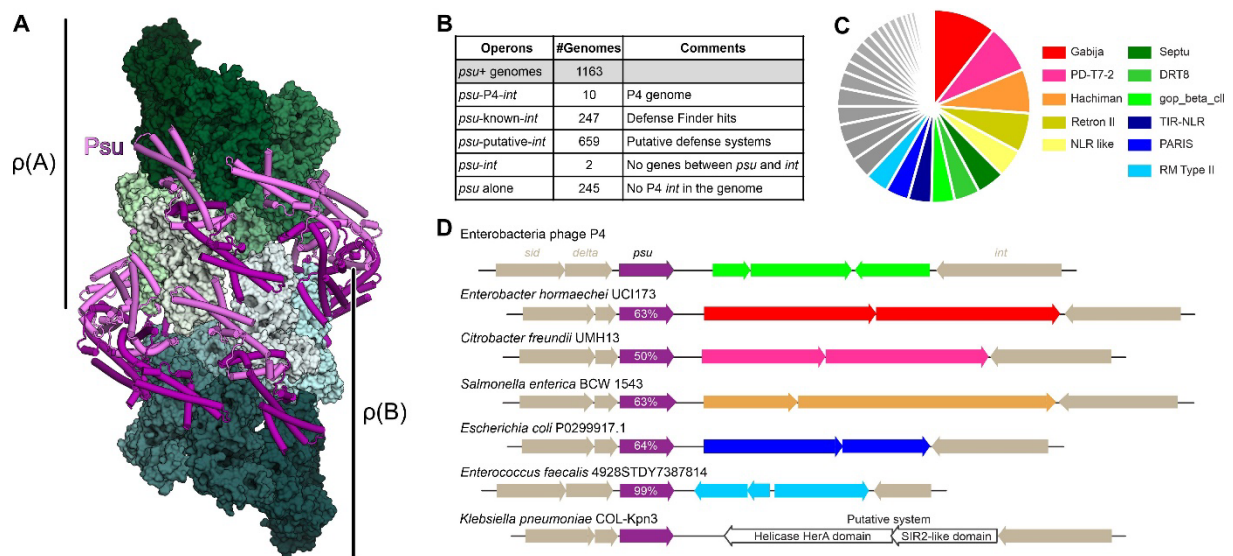 A
ρ(A)
Psu
ρ(B)
B
Operons #Genomes Comments
psu+ genomes 1163
psu-P4-int 10 P4 genome
psu-known-int 247 Defense Finder hits
psu-putative-int 659 Putative defense systems
psu-int 2 No genes between psu and int
psu alone 245 No P4 int in the genome
C
Gabija
PD-T7-2
Hachiman
Retron II
NLR like
Septu
DRT8
gop_beta_cII
TIR-NLR
PARIS
RM Type II
D
Enterobacteria phage P4
sid delta psu int
Enterobacter hormaechei UCI173
63%
Citrobacter freundii UMH13
50%
Salmonella enterica BCW 1543
63%
Escherichia coli P0299917.1
64%
Enterococcus faecalis 4928STDY7387814
99%
Klebsiella pneumoniae COL-Kpn3
Putative system
Helicase HerA domain SIR2-like domain